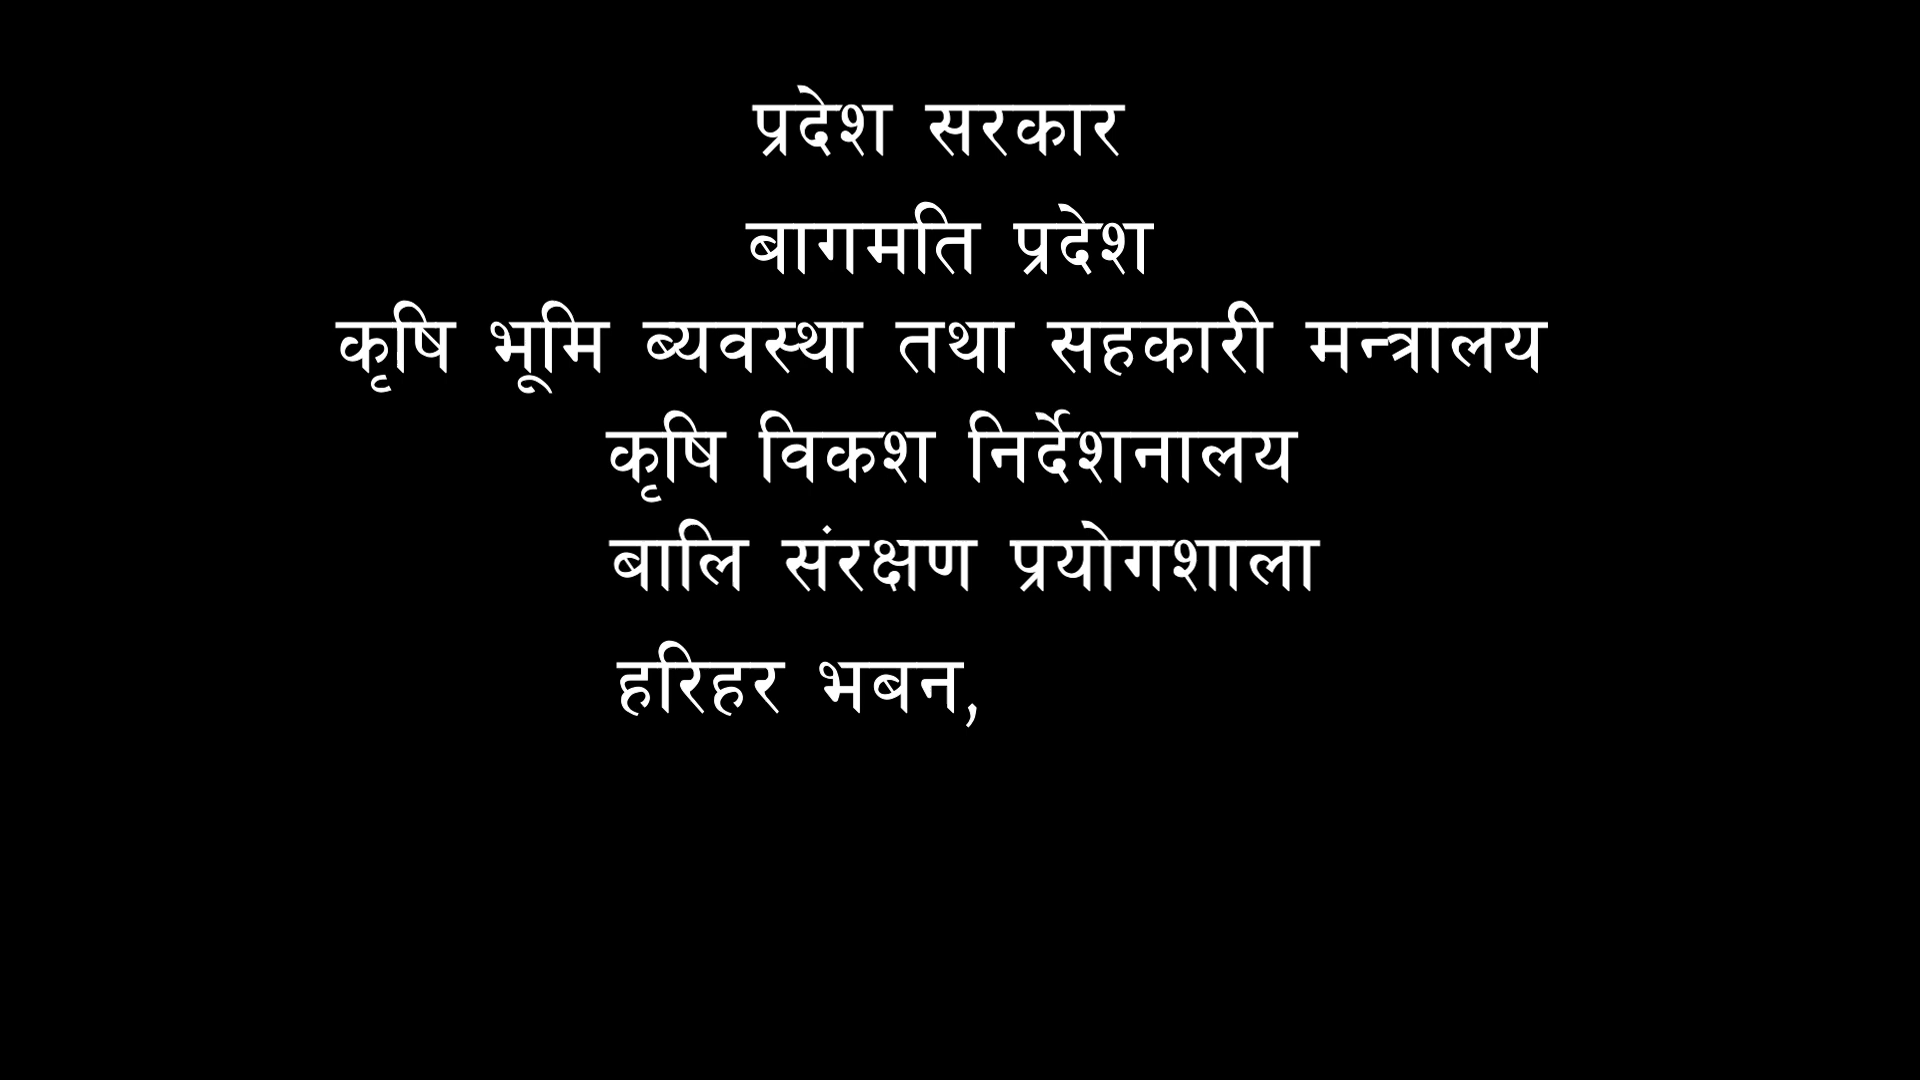 प्रदेश सरकार
बागमति प्रदेश
कृषि भूमि ब्यवस्था तथा सहकारी मन्त्रालय
कृषि विकश निर्देशनालय
बालि संरक्षण प्रयोगशाला
हरिहर भबन,